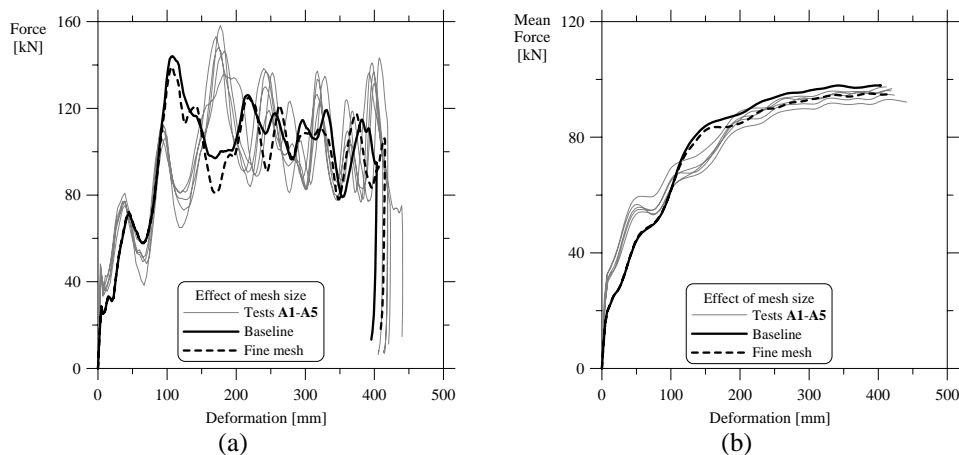 Force
[kN]
160
120
80
40
0
Effect of mesh size
Tests A1-A5
Baseline
Fine mesh
0 100 200 300 400 500
Deformation [mm]
(a)
Mean
Force
[kN]
120
80
40
0
Effect of mesh size
Tests A1-A5
Baseline
Fine mesh
0 100 200 300 400 500
Deformation [mm]
(b)